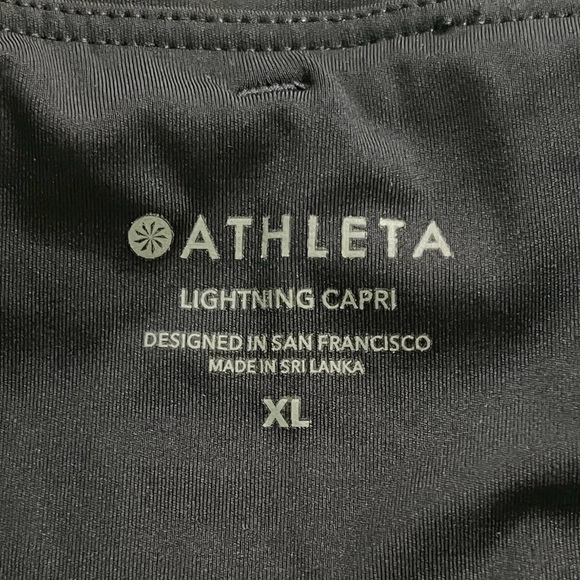 ATHLETA
LIGHTNING CAPRI
DESIGNED IN SAN FRANCISCO
MADE IN SRI LANKA
XL